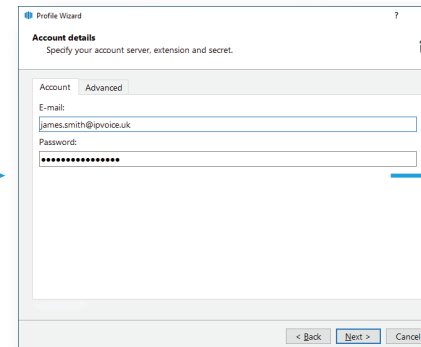 Profile Wizard ?
Account details
Specify your account server, extension and secret.
Account Advanced
E-mail:
james.smith@ipvoice.uk
Password:
••••••••••••••••
< Back Next > Cancel